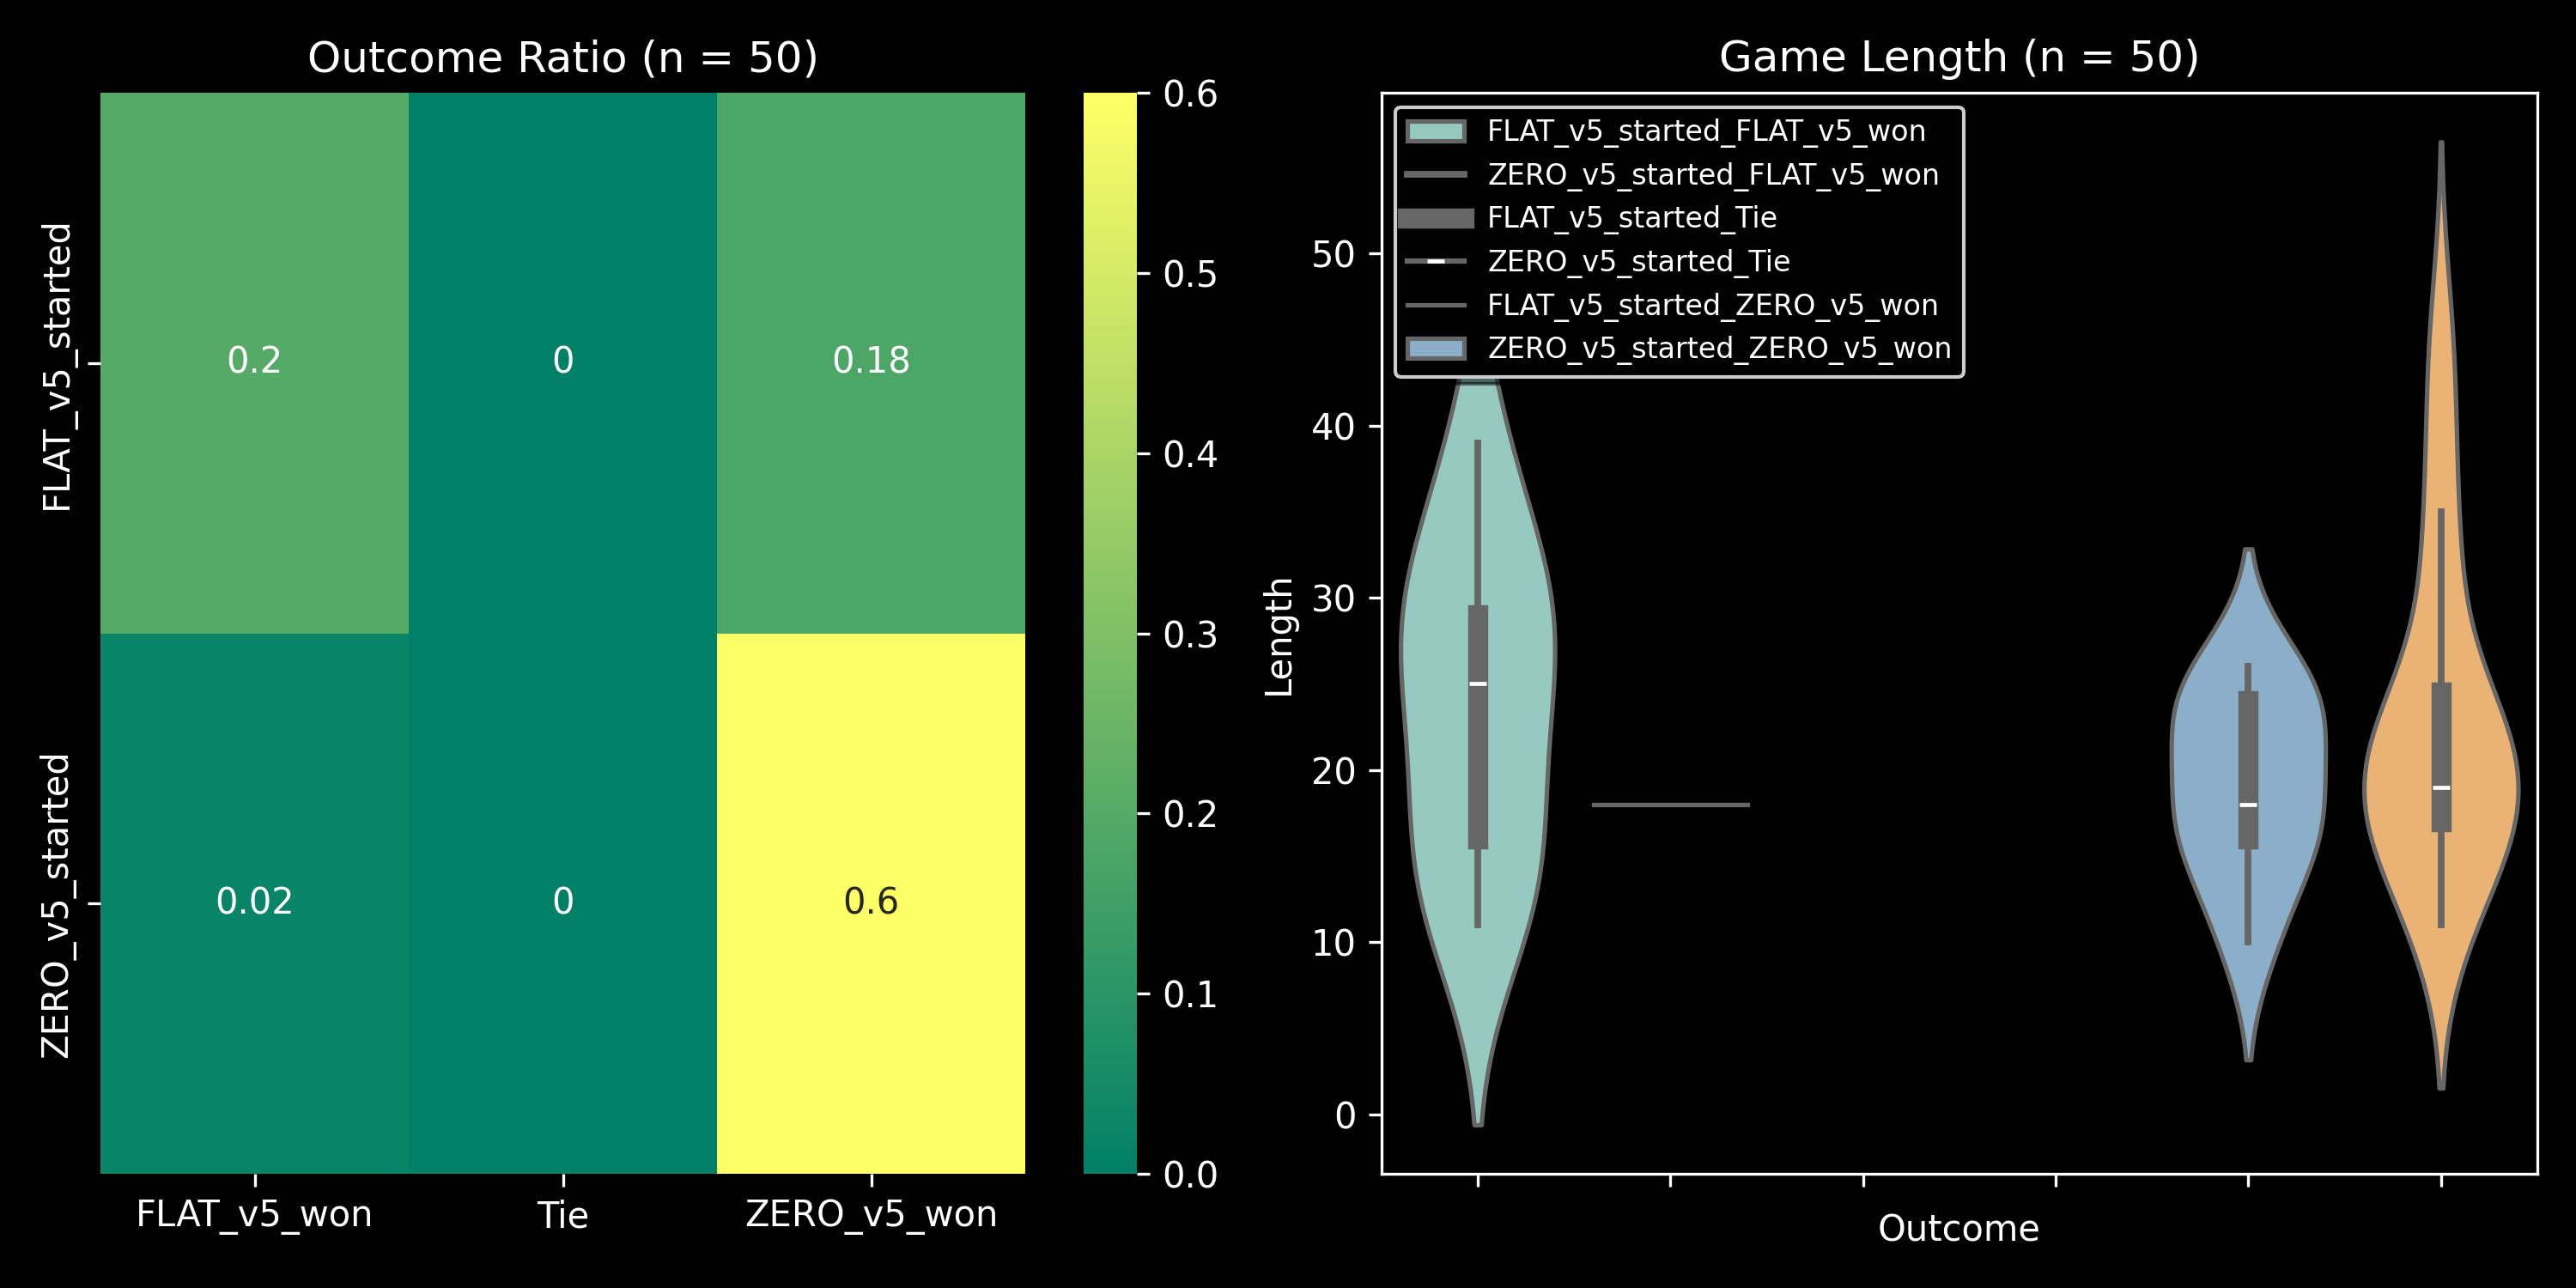 Outcome Ratio (n = 50)
FLAT_v5_started
ZERO_v5_started
0.2
0
0.18
0.02
0
0.6
FLAT_v5_won
Tie
ZERO_v5_won
0.6
0.5
0.4
0.3
0.2
0.1
0.0
Game Length (n = 50)
FLAT_v5_started_FLAT_v5_won
ZERO_v5_started_FLAT_v5_won
FLAT_v5_started_Tie
ZERO_v5_started_Tie
FLAT_v5_started_ZERO_v5_won
ZERO_v5_started_ZERO_v5_won
Length
50
40
30
20
10
0
Outcome